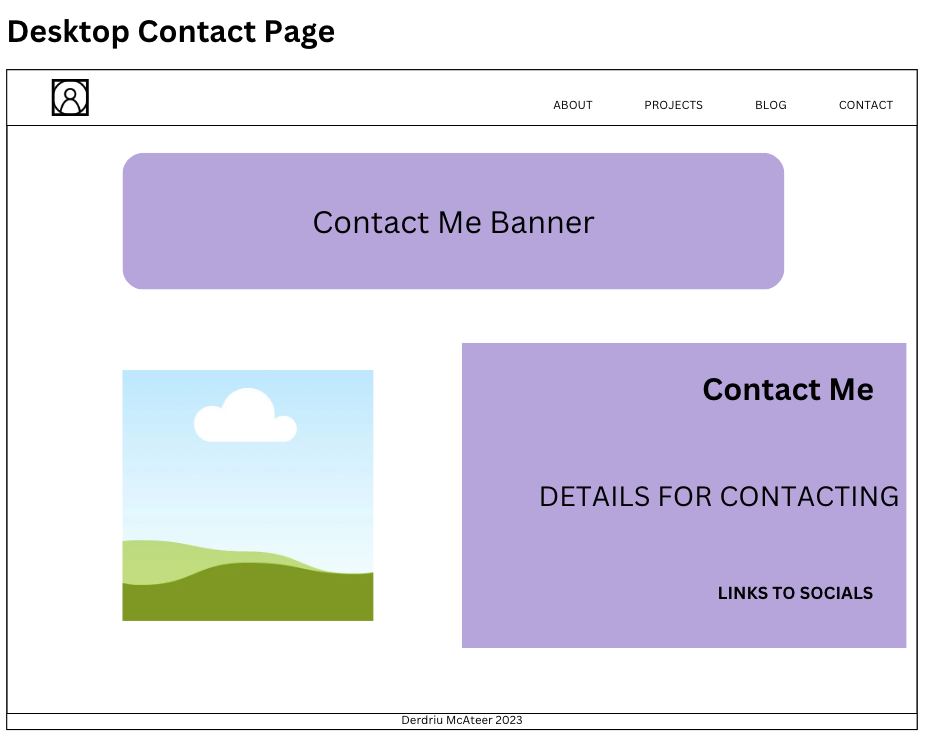 Desktop Contact Page
ABOUT PROJECTS BLOG CONTACT
Contact Me Banner
Contact Me
DETAILS FOR CONTACTING
LINKS TO SOCIALS
Derdriu McAteer 2023